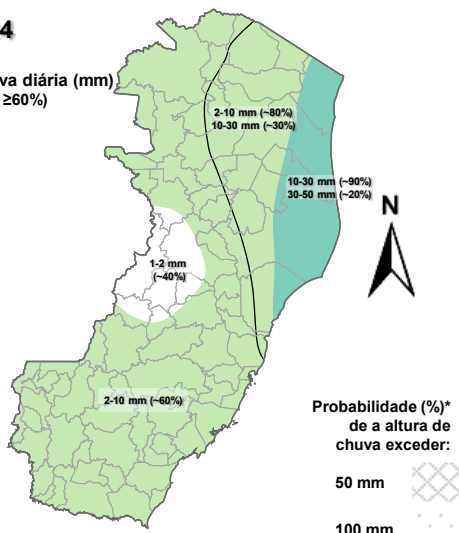 4
va diária (mm)
≥60%)
2-10 mm (~80%)
10-30 mm (~30%)
10-30 mm (~90%)
30-50 mm (~20%)
N
1-2 mm
(~40%)
2-10 mm (~60%)
Probabilidade (%)*
de a altura de
chuva exceder:
50 mm
100 mm